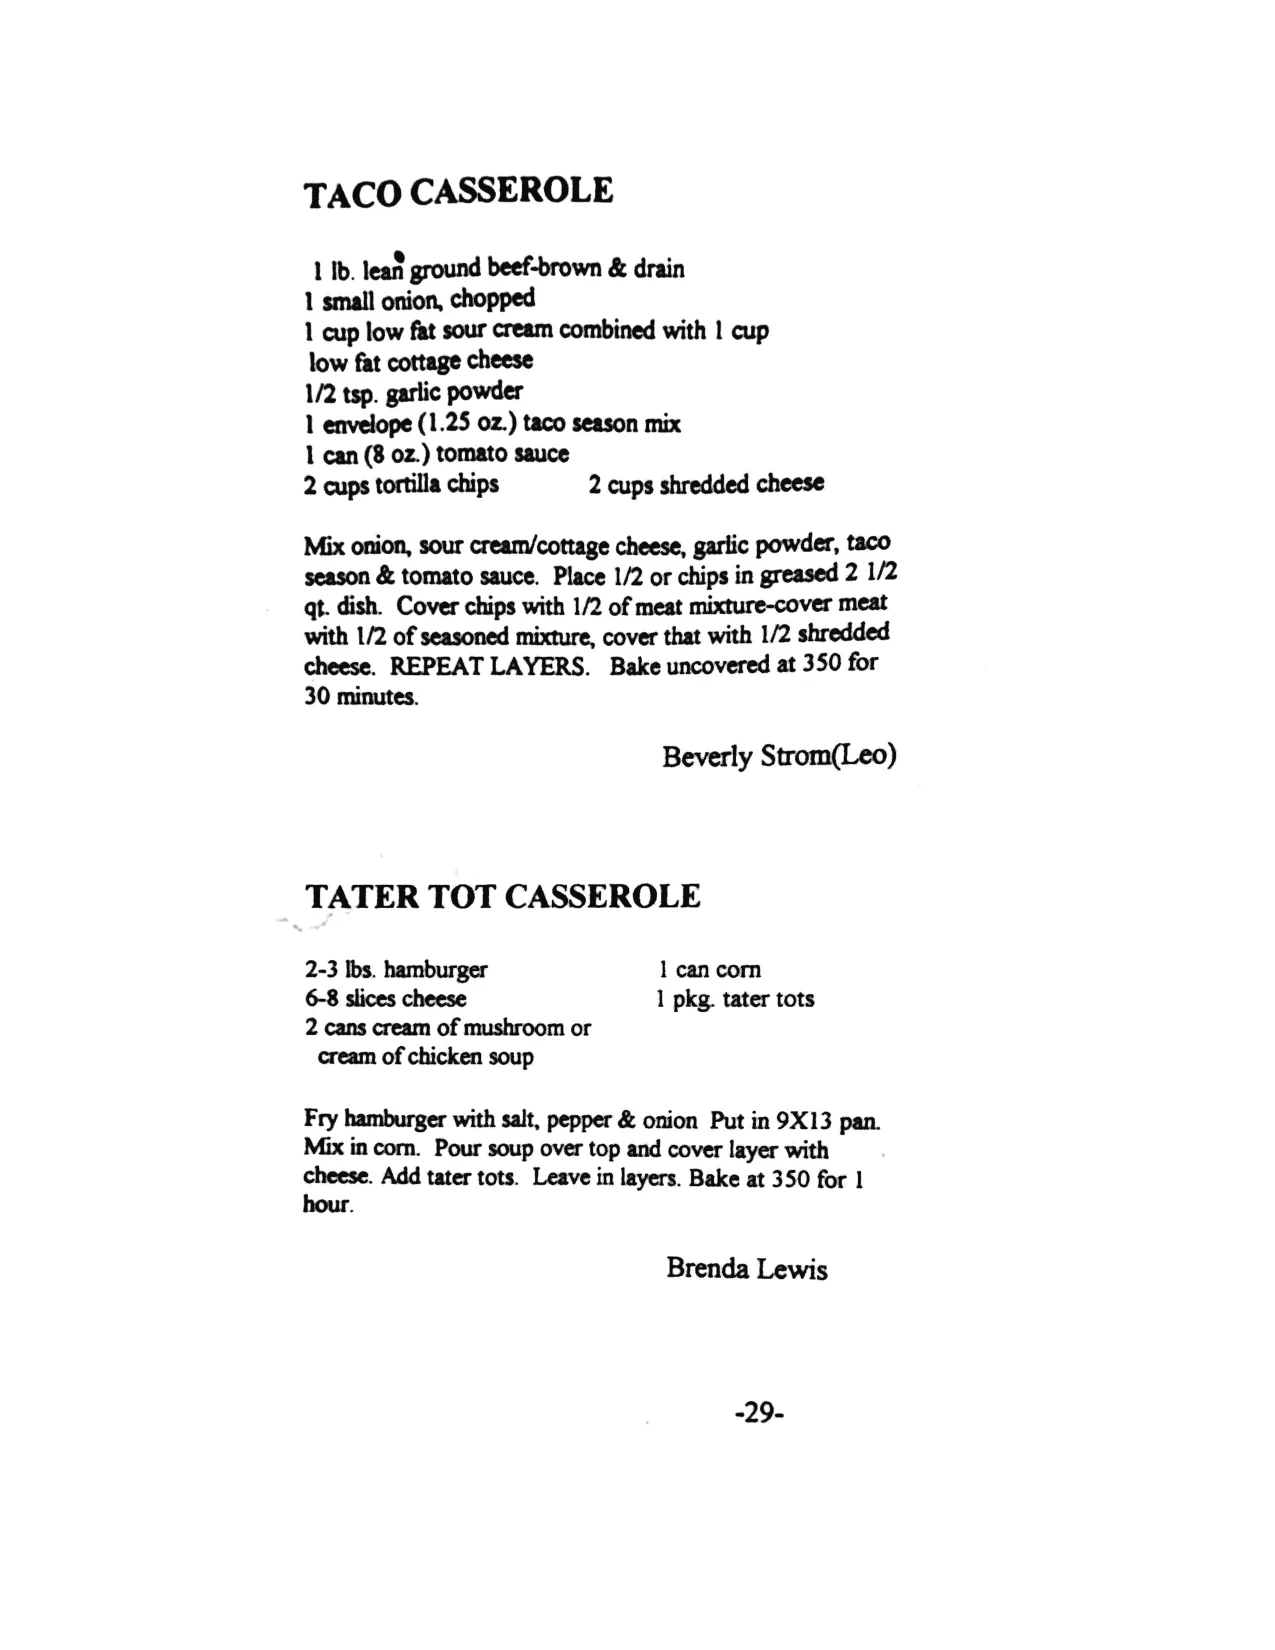 TACO CASSEROLE
1 lb. lean ground beef-brown & drain
1 small onion, chopped
1 cup low fat sour cream combined with 1 cup
low fat cottage cheese
1/2 tsp. garlic powder
1 envelope (1.25 oz.) taco season mix
1 can (8 oz.) tomato sauce
2 cups tortilla chips 2 cups shredded cheese
Mix onion, sour cream/cottage cheese, garlic powder, taco
season & tomato sauce. Place 1/2 or chips in greased 2 1/2
qt. dish. Cover chips with 1/2 of meat mixture-cover meat
with 1/2 of seasoned mixture, cover that with 1/2 shredded
cheese. REPEAT LAYERS. Bake uncovered at 350 for
30 minutes.
Beverly Strom(Leo)
TATER TOT CASSEROLE
2-3 lbs. hamburger 1 can corn
6-8 slices cheese 1 pkg. tater tots
2 cans cream of mushroom or
cream of chicken soup
Fry hamburger with salt, pepper & onion Put in 9X13 pan.
Mix in corn. Pour soup over top and cover layer with
cheese. Add tater tots. Leave in layers. Bake at 350 for 1
hour.
Brenda Lewis
-29-